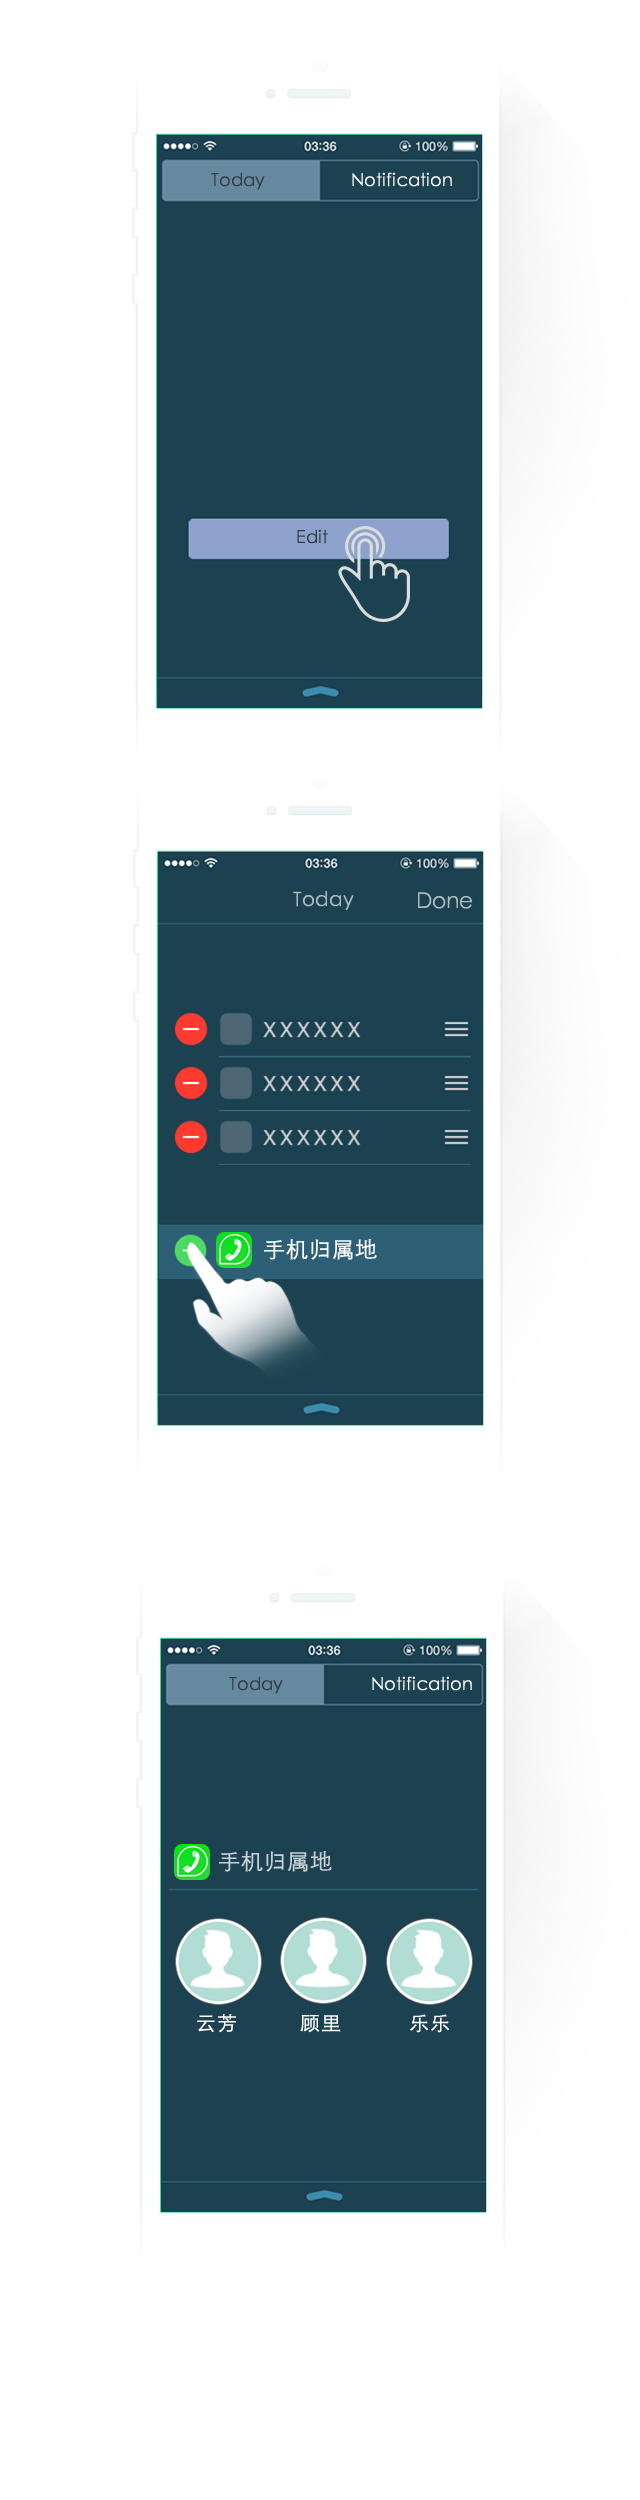 03:36 100%
Today Notification
Edit
03:36 100%
Today Done
XXXXXX
XXXXXX
XXXXXX
手机归属地
03:36 100%
Today Notification
手机归属地
云芳 顾里 乐乐